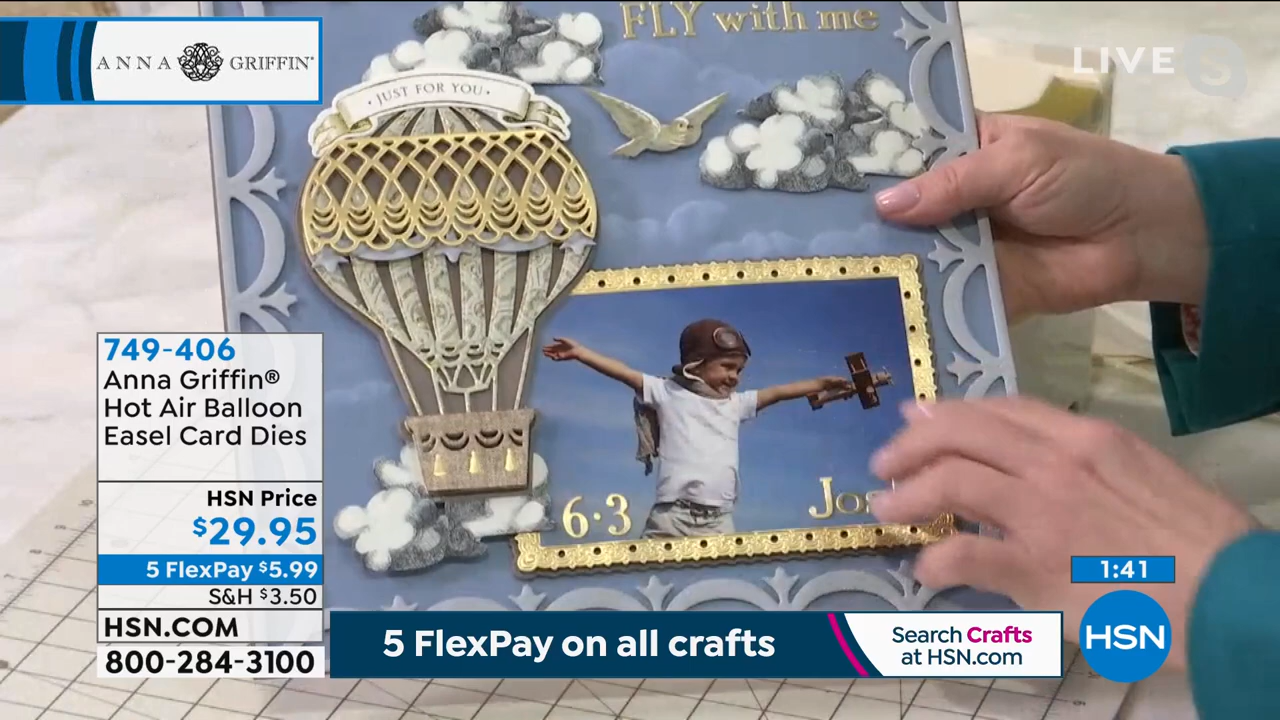 FLY with me
ANNA GRIFFIN®
LIVE S
· JUST FOR YOU ·
749-406
Anna Griffin®
Hot Air Balloon
Easel Card Dies
HSN Price
$29.95
5 FlexPay $5.99
S&H $3.50
HSN.COM
800-284-3100
6·3
5 FlexPay on all crafts
Search Crafts
at HSN.com
1:41
HSN